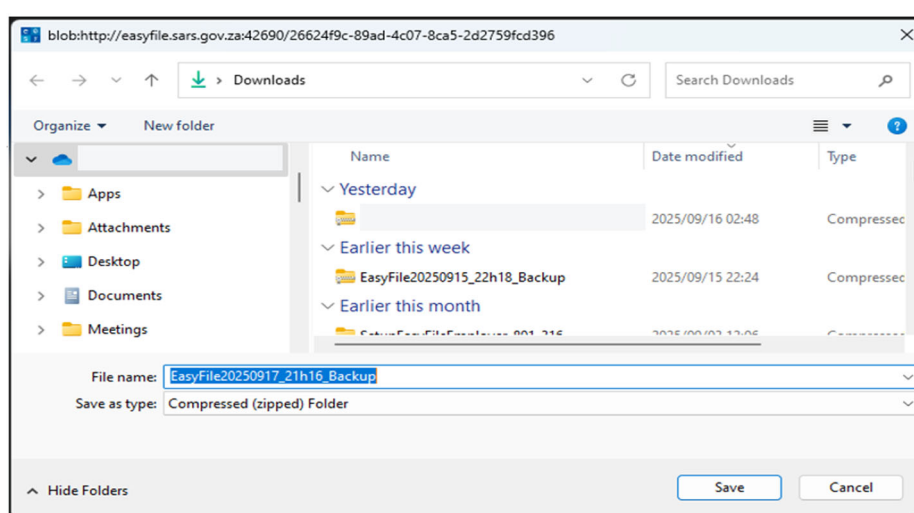 blob:http://easyfile.sars.gov.za:42690/26624f9c-89ad-4c07-8ca5-2d2759fcd396
Downloads
Search Downloads
Organize
New folder
?
Name
Date modified
Type
Apps
Attachments
Desktop
Documents
Meetings
Yesterday
2025/09/16 02:48
Compressed
Earlier this week
EasyFile20250915_22h18_Backup
2025/09/15 22:24
Compressed
Earlier this month
File name:
EasyFile20250917_21h16_Backup
Save as type:
Compressed (zipped) Folder
Hide Folders
Save
Cancel